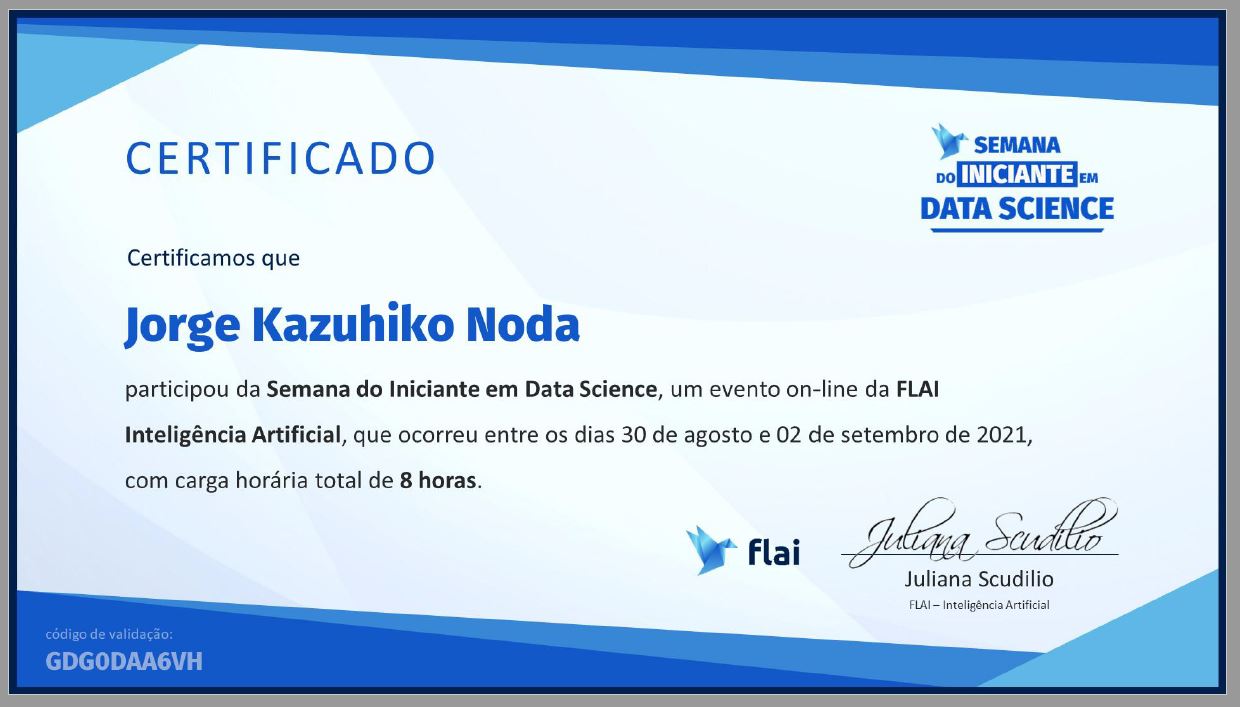 CERTIFICADO
SEMANA
DO INICIANTE EM
DATA SCIENCE
Certificamos que
Jorge Kazuhiko Noda
participou da Semana do Iniciante em Data Science, um evento on-line da FLAI
Inteligência Artificial, que ocorreu entre os dias 30 de agosto e 02 de setembro de 2021,
com carga horária total de 8 horas.
flai
Juliana Scudilio
Juliana Scudilio
FLAI – Inteligência Artificial
código de validação:
GDG0DAA6VH